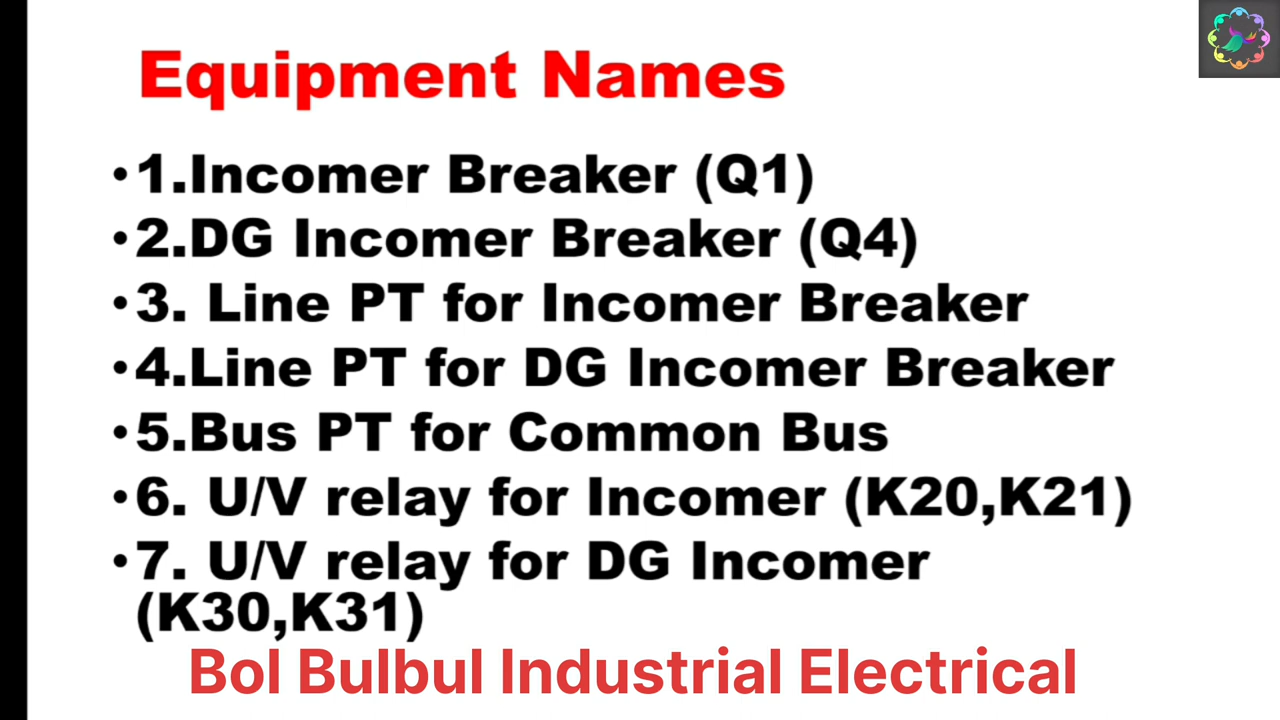 Equipment Names
•1.Incomer Breaker (Q1)
•2.DG Incomer Breaker (Q4)
•3. Line PT for Incomer Breaker
•4.Line PT for DG Incomer Breaker
•5.Bus PT for Common Bus
•6. U/V relay for Incomer (K20,K21)
•7. U/V relay for DG Incomer
(K30,K31)
Bol Bulbul Industrial Electrical